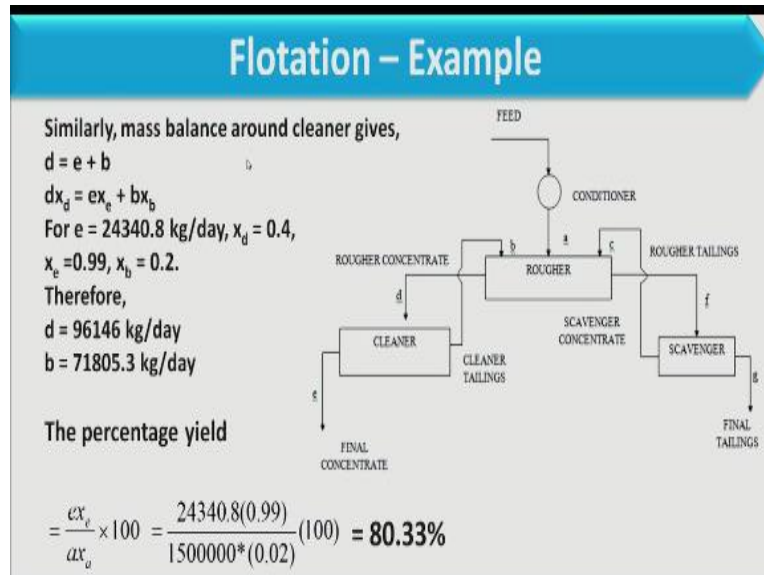 Flotation – Example
Similarly, mass balance around cleaner gives,
d = e + b
dx_d = ex_e + bx_b
For e = 24340.8 kg/day, x_d = 0.4,
x_e =0.99, x_b = 0.2.
Therefore,
d = 96146 kg/day
b = 71805.3 kg/day
The percentage yield
= ex_e / ax_a × 100 = 24340.8(0.99) / 1500000*(0.02) (100) = 80.33%
FEED
CONDITIONER
a
b
c
ROUGHER CONCENTRATE
ROUGHER
ROUGHER TAILINGS
d
f
SCAVENGER
CONCENTRATE
CLEANER
SCAVENGER
CLEANER
TAILINGS
e
g
FINAL
CONCENTRATE
FINAL
TAILINGS